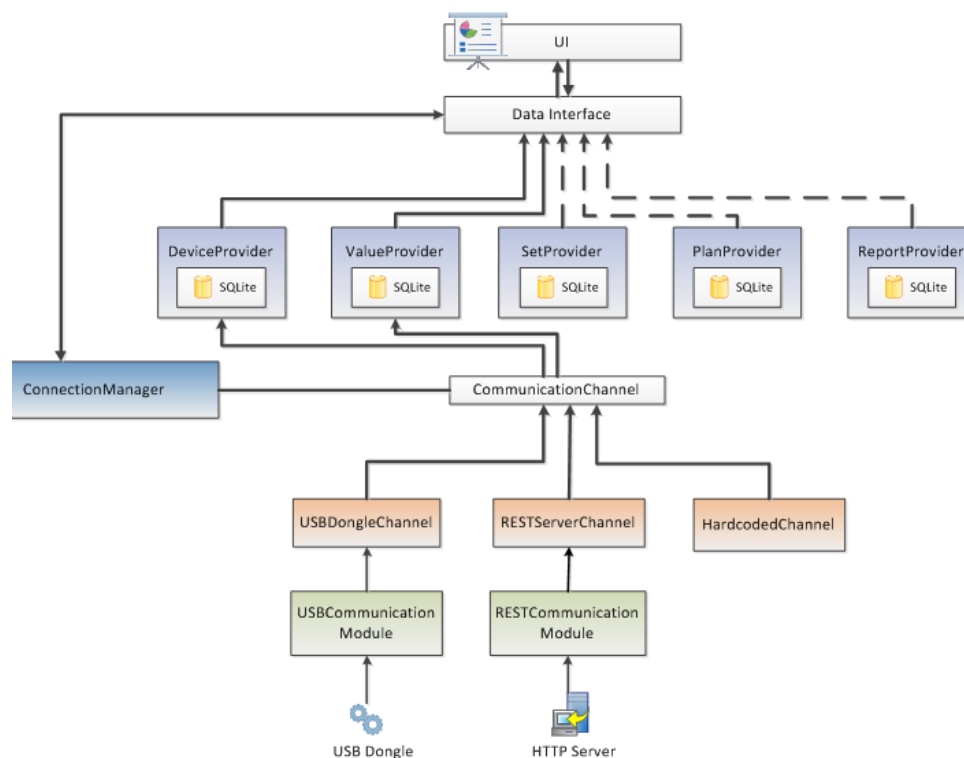 UI
Data Interface
DeviceProvider
SQLite
ValueProvider
SQLite
SetProvider
SQLite
PlanProvider
SQLite
ReportProvider
SQLite
ConnectionManager
CommunicationChannel
USBDongleChannel
RESTServerChannel
HardcodedChannel
USBCommunication
Module
RESTCommunication
Module
USB Dongle
HTTP Server